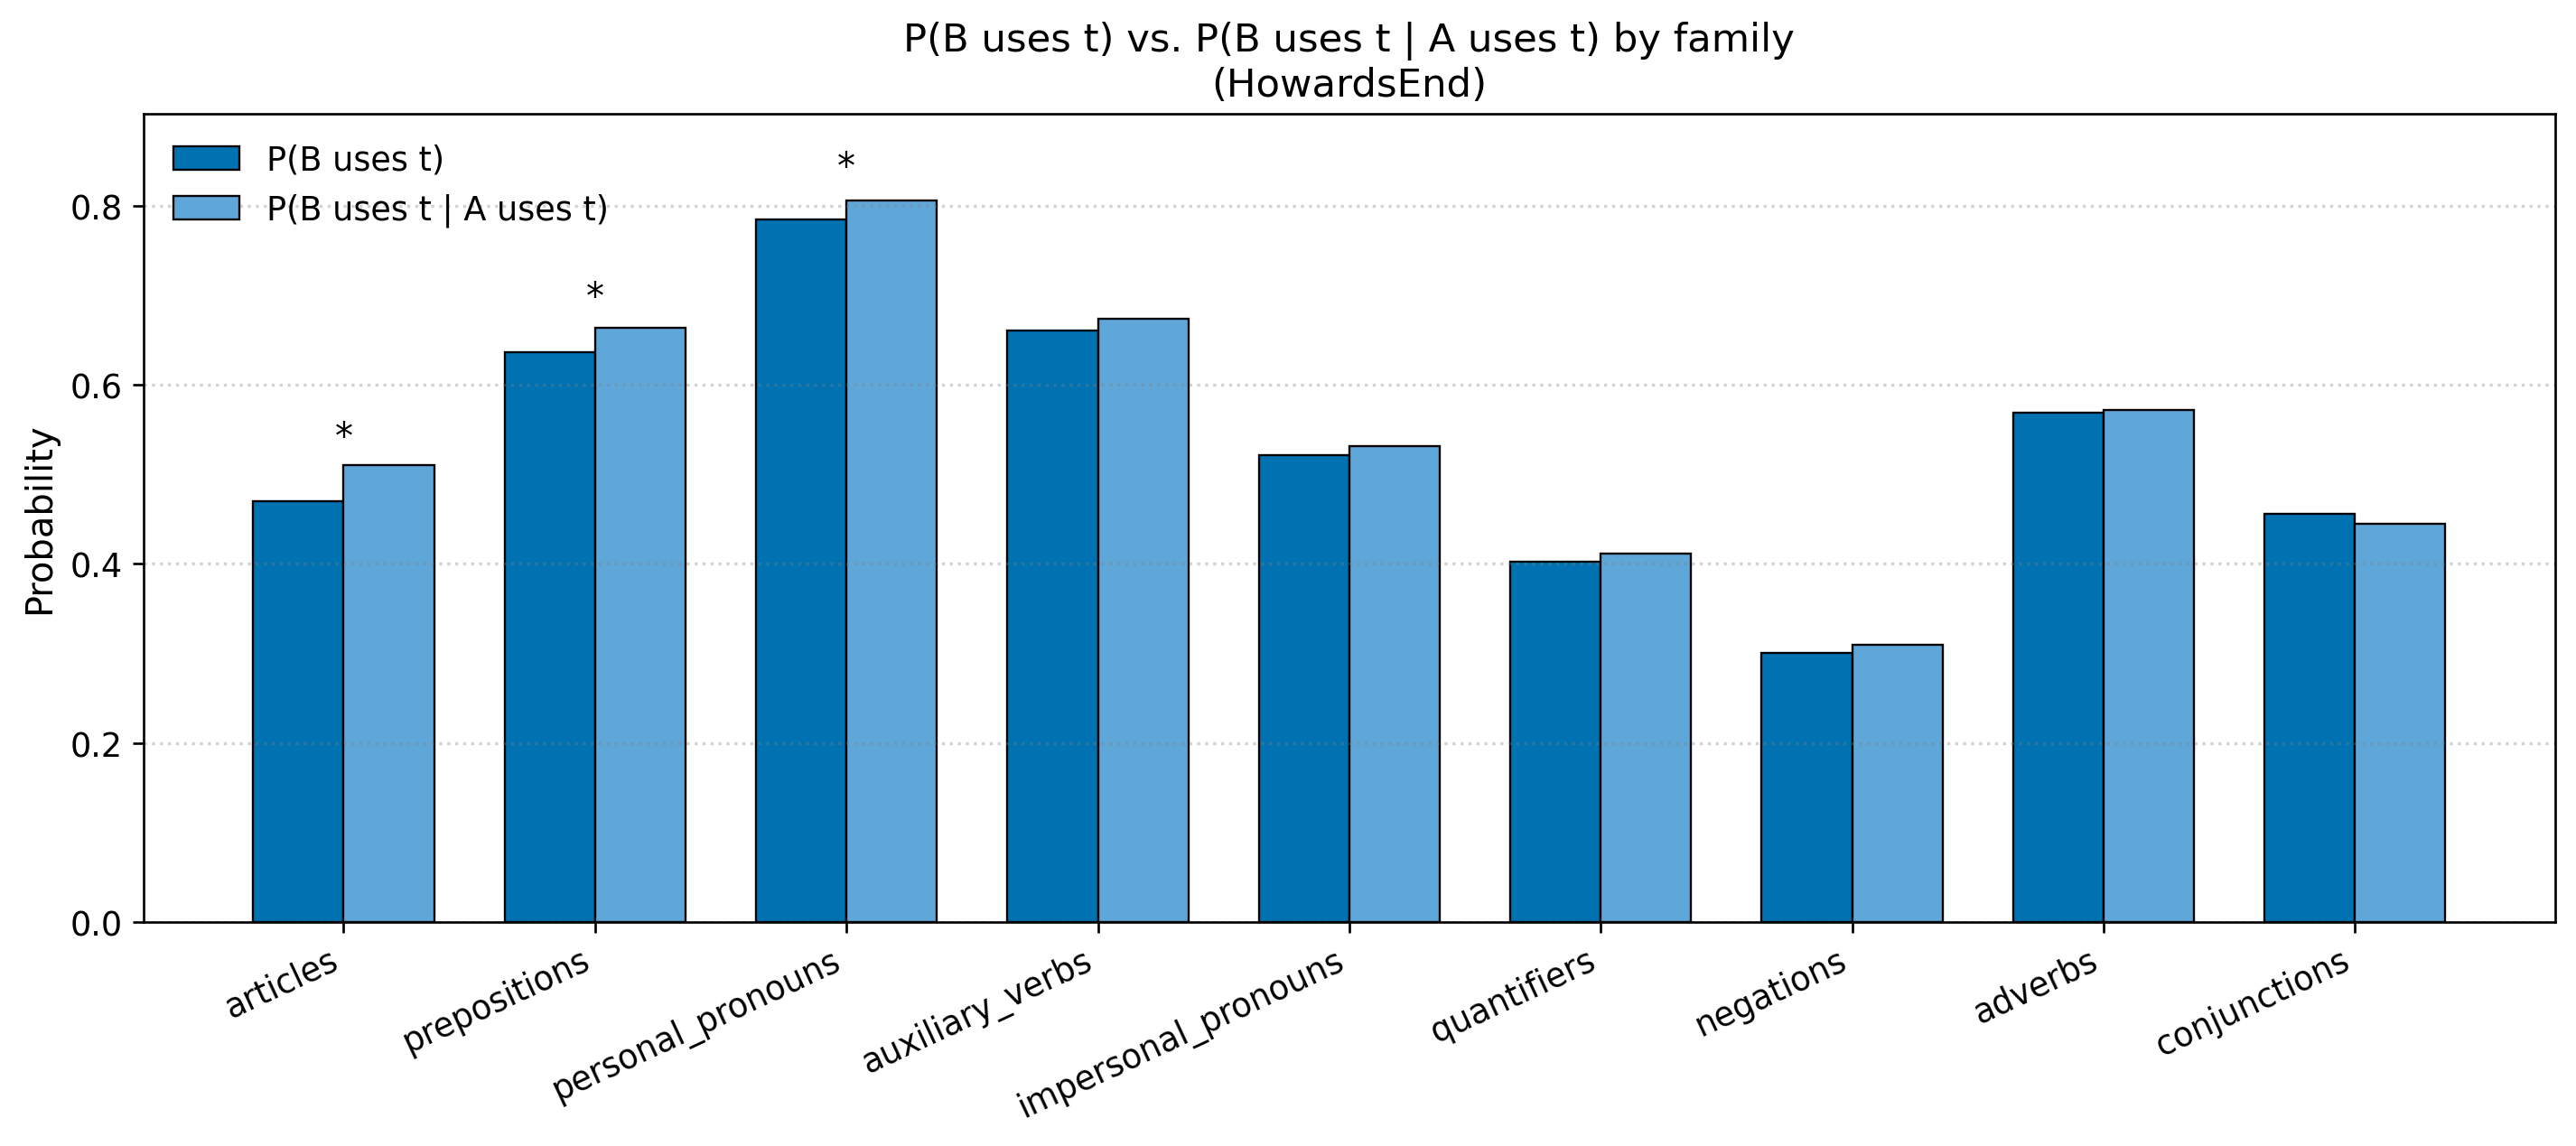 P(B uses t) vs. P(B uses t | A uses t) by family
(HowardsEnd)
P(B uses t)
P(B uses t | A uses t)
*
*
*
Probability
0.8
0.6
0.4
0.2
0.0
articles
prepositions
personal_pronouns
auxiliary_verbs
impersonal_pronouns
quantifiers
negations
adverbs
conjunctions